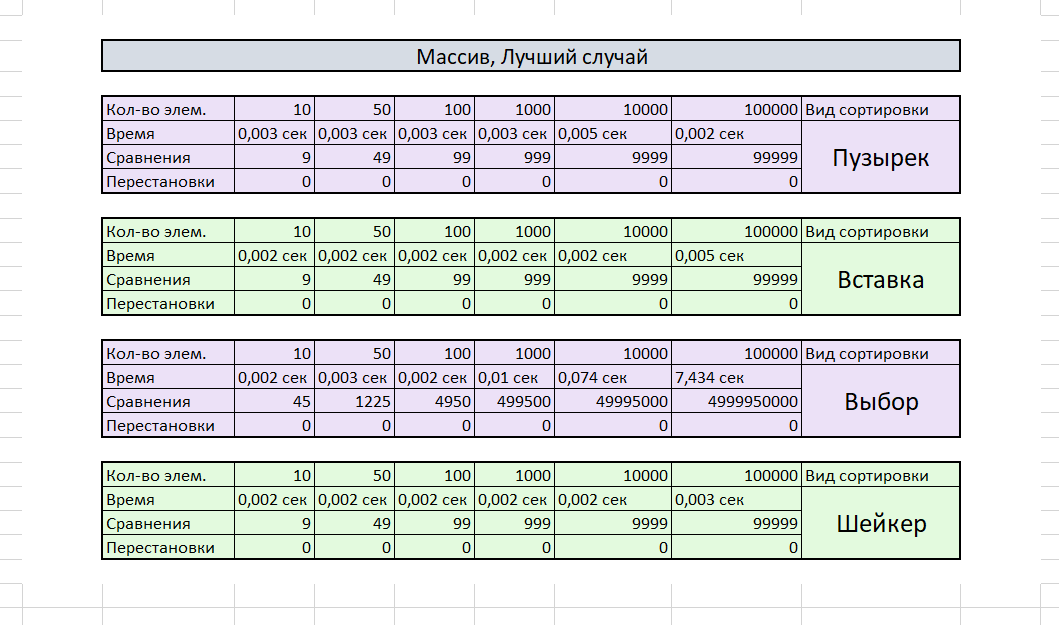 Массив, Лучший случай
Кол-во элем. 10 50 100 1000 10000 100000 Вид сортировки
Время 0,003 сек 0,003 сек 0,003 сек 0,003 сек 0,005 сек 0,002 сек
Сравнения 9 49 99 999 9999 99999
Пузырек
Перестановки 0 0 0 0 0 0
Кол-во элем. 10 50 100 1000 10000 100000 Вид сортировки
Время 0,002 сек 0,002 сек 0,002 сек 0,002 сек 0,002 сек 0,005 сек
Сравнения 9 49 99 999 9999 99999
Вставка
Перестановки 0 0 0 0 0 0
Кол-во элем. 10 50 100 1000 10000 100000 Вид сортировки
Время 0,002 сек 0,003 сек 0,002 сек 0,01 сек 0,074 сек 7,434 сек
Сравнения 45 1225 4950 499500 49995000 4999950000
Выбор
Перестановки 0 0 0 0 0 0
Кол-во элем. 10 50 100 1000 10000 100000 Вид сортировки
Время 0,002 сек 0,002 сек 0,002 сек 0,002 сек 0,002 сек 0,003 сек
Сравнения 9 49 99 999 9999 99999
Шейкер
Перестановки 0 0 0 0 0 0